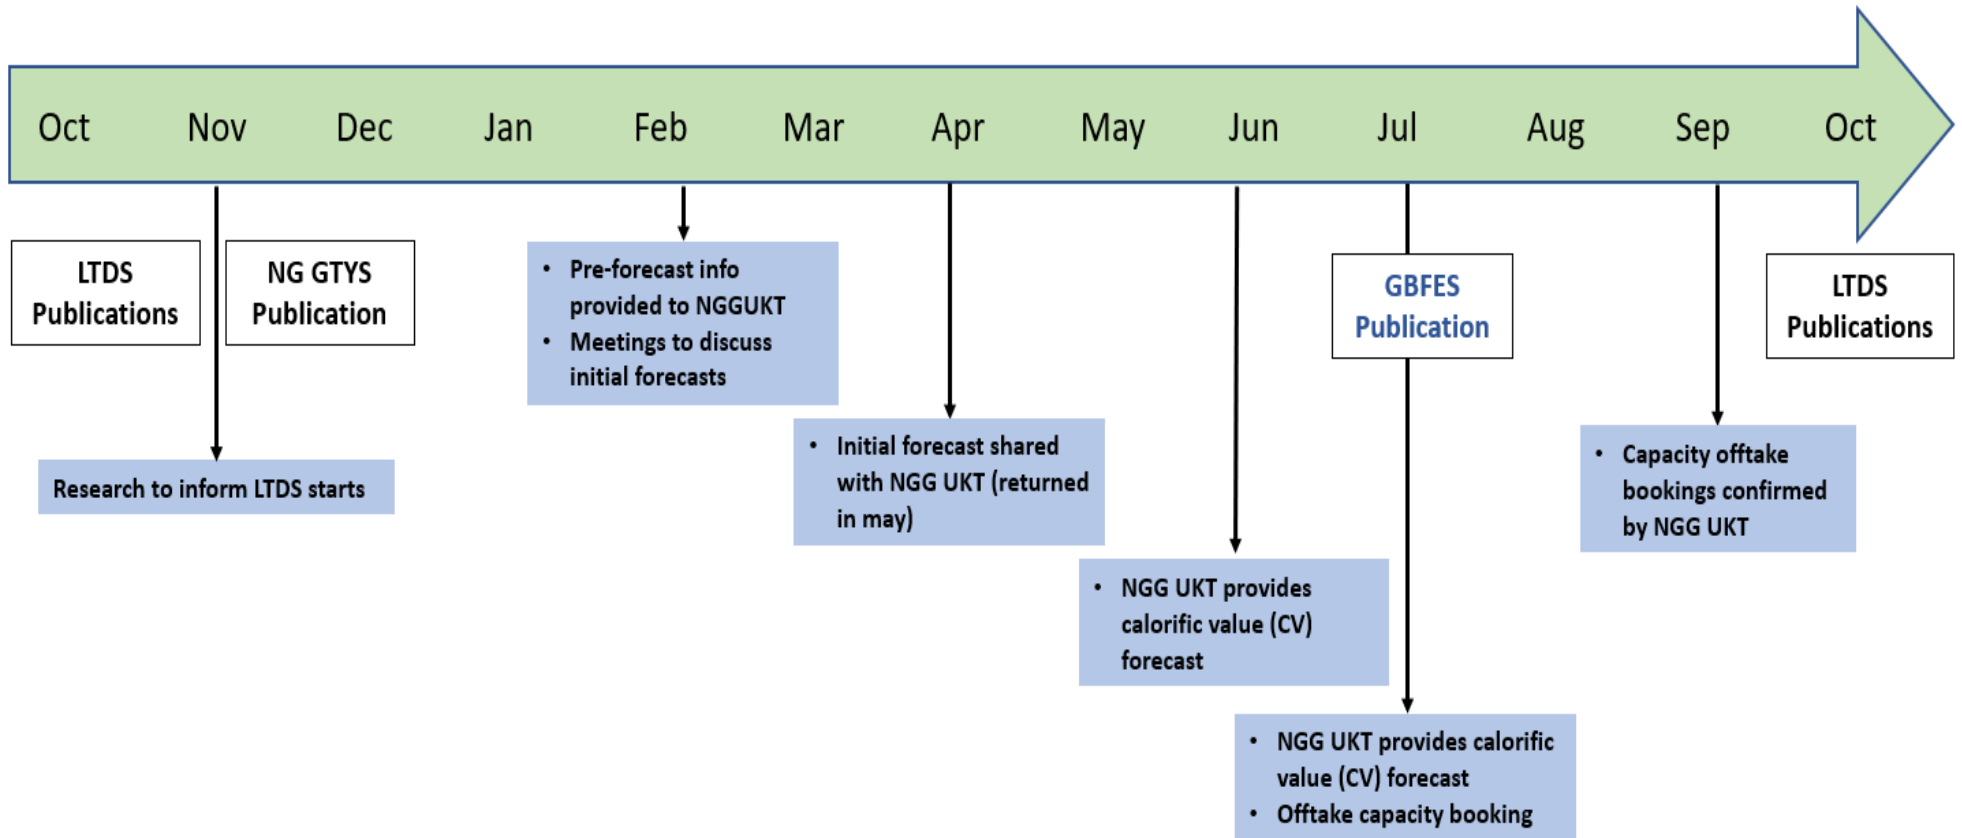 Oct Nov Dec Jan Feb Mar Apr May Jun Jul Aug Sep Oct
LTDS
Publications
NG GTYS
Publication
Research to inform LTDS starts
• Pre-forecast info
provided to NGGUKT
• Meetings to discuss
initial forecasts
• Initial forecast shared
with NGG UKT (returned
in may)
• NGG UKT provides
calorific value (CV)
forecast
GBFES
Publication
• NGG UKT provides calorific
value (CV) forecast
• Offtake capacity booking
• Capacity offtake
bookings confirmed
by NGG UKT
LTDS
Publications